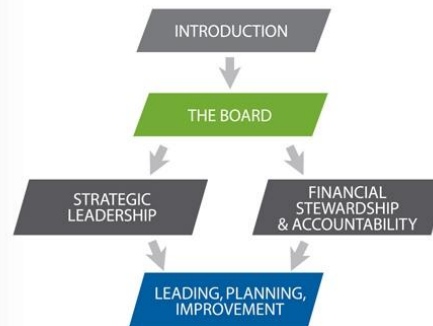 INTRODUCTION
THE BOARD
STRATEGIC
LEADERSHIP
FINANCIAL
STEWARDSHIP
& ACCOUNTABILITY
LEADING, PLANNING,
IMPROVEMENT